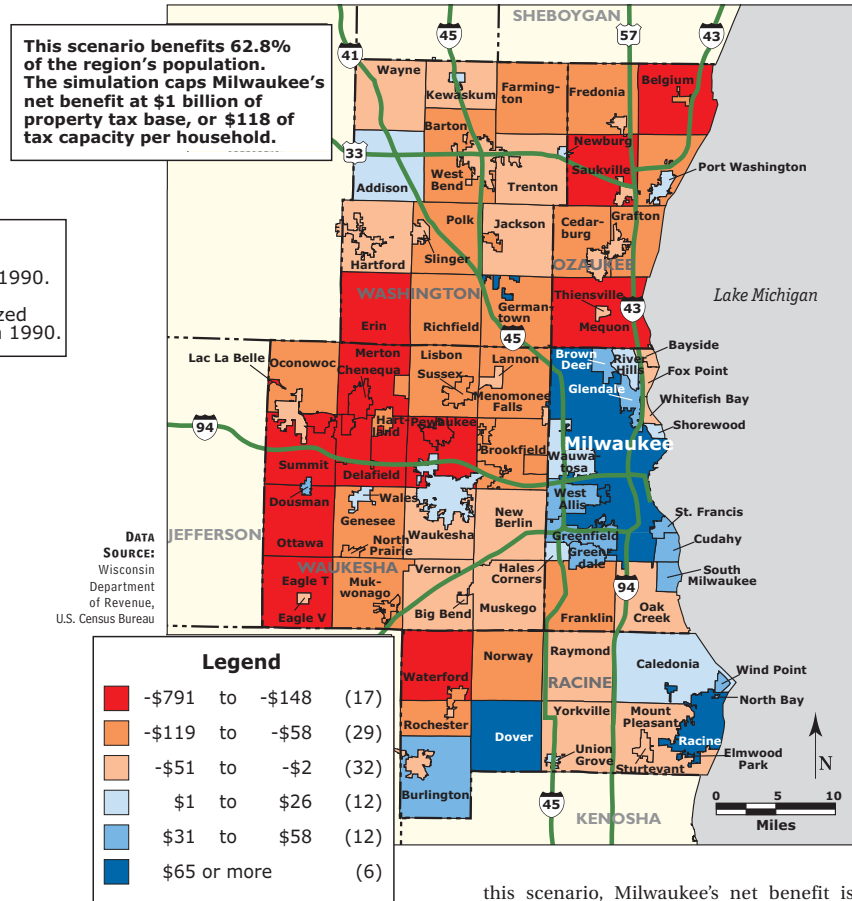 This scenario benefits 62.8%
of the region's population.
The simulation caps Milwaukee's
net benefit at $1 billion of
property tax base, or $118 of
tax capacity per household.
1990.
zed
1990.
SHEBOYGAN
41
45
57
43
Wayne
Kewaskum
Farming-
ton
Fredonia
Belgium
Barton
33
Newburg
Saukville
Port Washington
Addison
West
Bend
Trenton
Polk
Jackson
Cedar-
burg
Grafton
Hartford
Slinger
OZAUKEE
WASHINGTON
Thiensville
Lake Michigan
German-
town
43
Mequon
Erin
Richfield
45
Lac La Belle
Oconowoc
Merton
Chenequa
Lisbon
Sussex
Lannon
Menomonee
Falls
Brown
Deer
River
Hills
Bayside
Fox Point
Glendale
Whitefish Bay
Shorewood
94
Hart-
land
Pewaukee
Brookfield
Milwaukee
Wauwa-
tosa
Summit
Delafield
Dousman
Wales
Genesee
West
Allis
St. Francis
JEFFERSON
Waukesha
New
Berlin
Greenfield
Cudahy
Ottawa
North
Prairie
Green-
dale
WAUKESHA
Vernon
Hales
Corners
South
Milwaukee
Eagle T
Muk-
wonago
94
Eagle V
Big Bend
Muskego
Franklin
Oak
Creek
DATA
SOURCE:
Wisconsin
Department
of Revenue,
U.S. Census Bureau
Waterford
Norway
Raymond
Caledonia
Wind Point
RACINE
North Bay
Rochester
Dover
Yorkville
Mount
Pleasant
Racine
Union
Grove
Sturtevant
Elmwood
Park
Burlington
45
KENOSHA
N
0 5 10
Miles
Legend
-$791 to -$148 (17)
-$119 to -$58 (29)
-$51 to -$2 (32)
$1 to $26 (12)
$31 to $58 (12)
$65 or more (6)
this scenario, Milwaukee's net benefit is